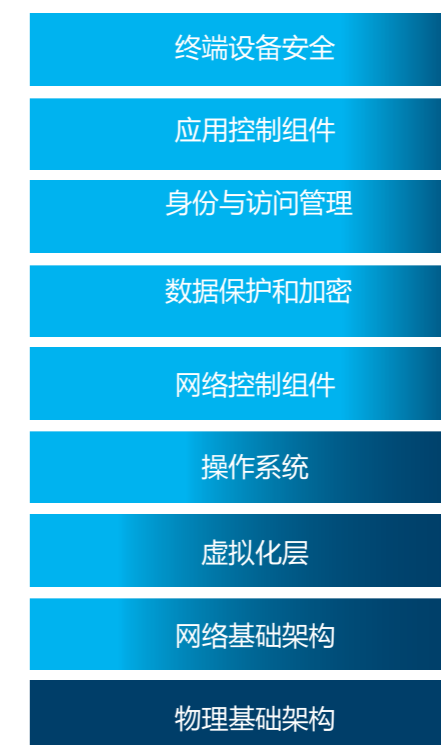 终端设备安全
应用控制组件
身份与访问管理
数据保护和加密
网络控制组件
操作系统
虚拟化层
网络基础架构
物理基础架构